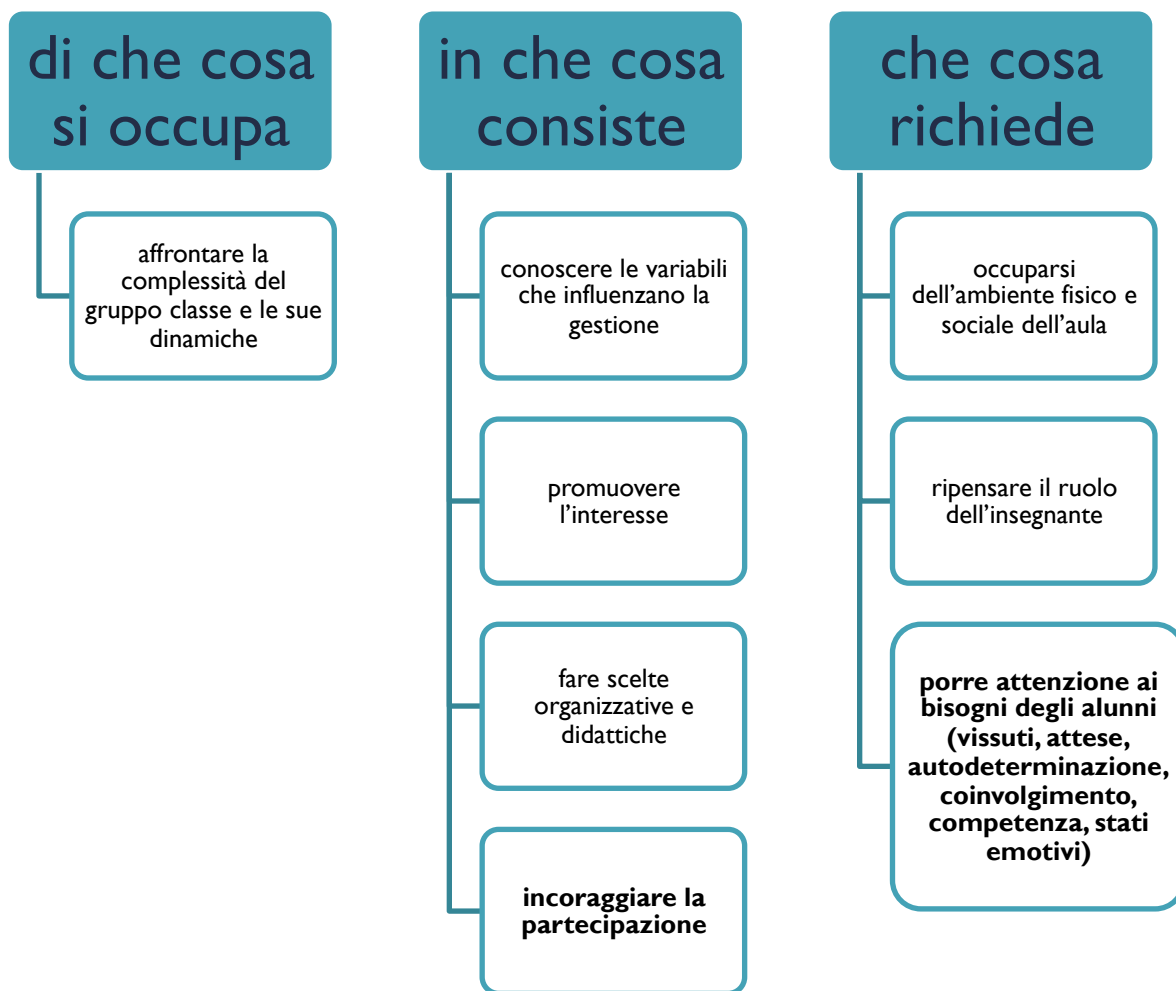 di che cosa
si occupa
affrontare la
complessità del
gruppo classe e le sue
dinamiche
in che cosa
consiste
conoscere le variabili
che influenzano la
gestione
promuovere
l’interesse
fare scelte
organizzative e
didattiche
incoraggiare la
partecipazione
che cosa
richiede
occuparsi
dell’ambiente fisico e
sociale dell’aula
ripensare il ruolo
dell’insegnante
porre attenzione ai
bisogni degli alunni
(vissuti, attese,
autodeterminazione,
coinvolgimento,
competenza, stati
emotivi)